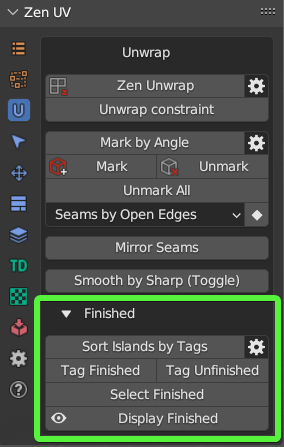 Zen UV
Unwrap
Zen Unwrap
Unwrap constraint
Mark by Angle
Mark Unmark
Unmark All
Seams by Open Edges
Mirror Seams
TD
Smooth by Sharp (Toggle)
Finished
Sort Islands by Tags
Tag Finished Tag Unfinished
Select Finished
Display Finished